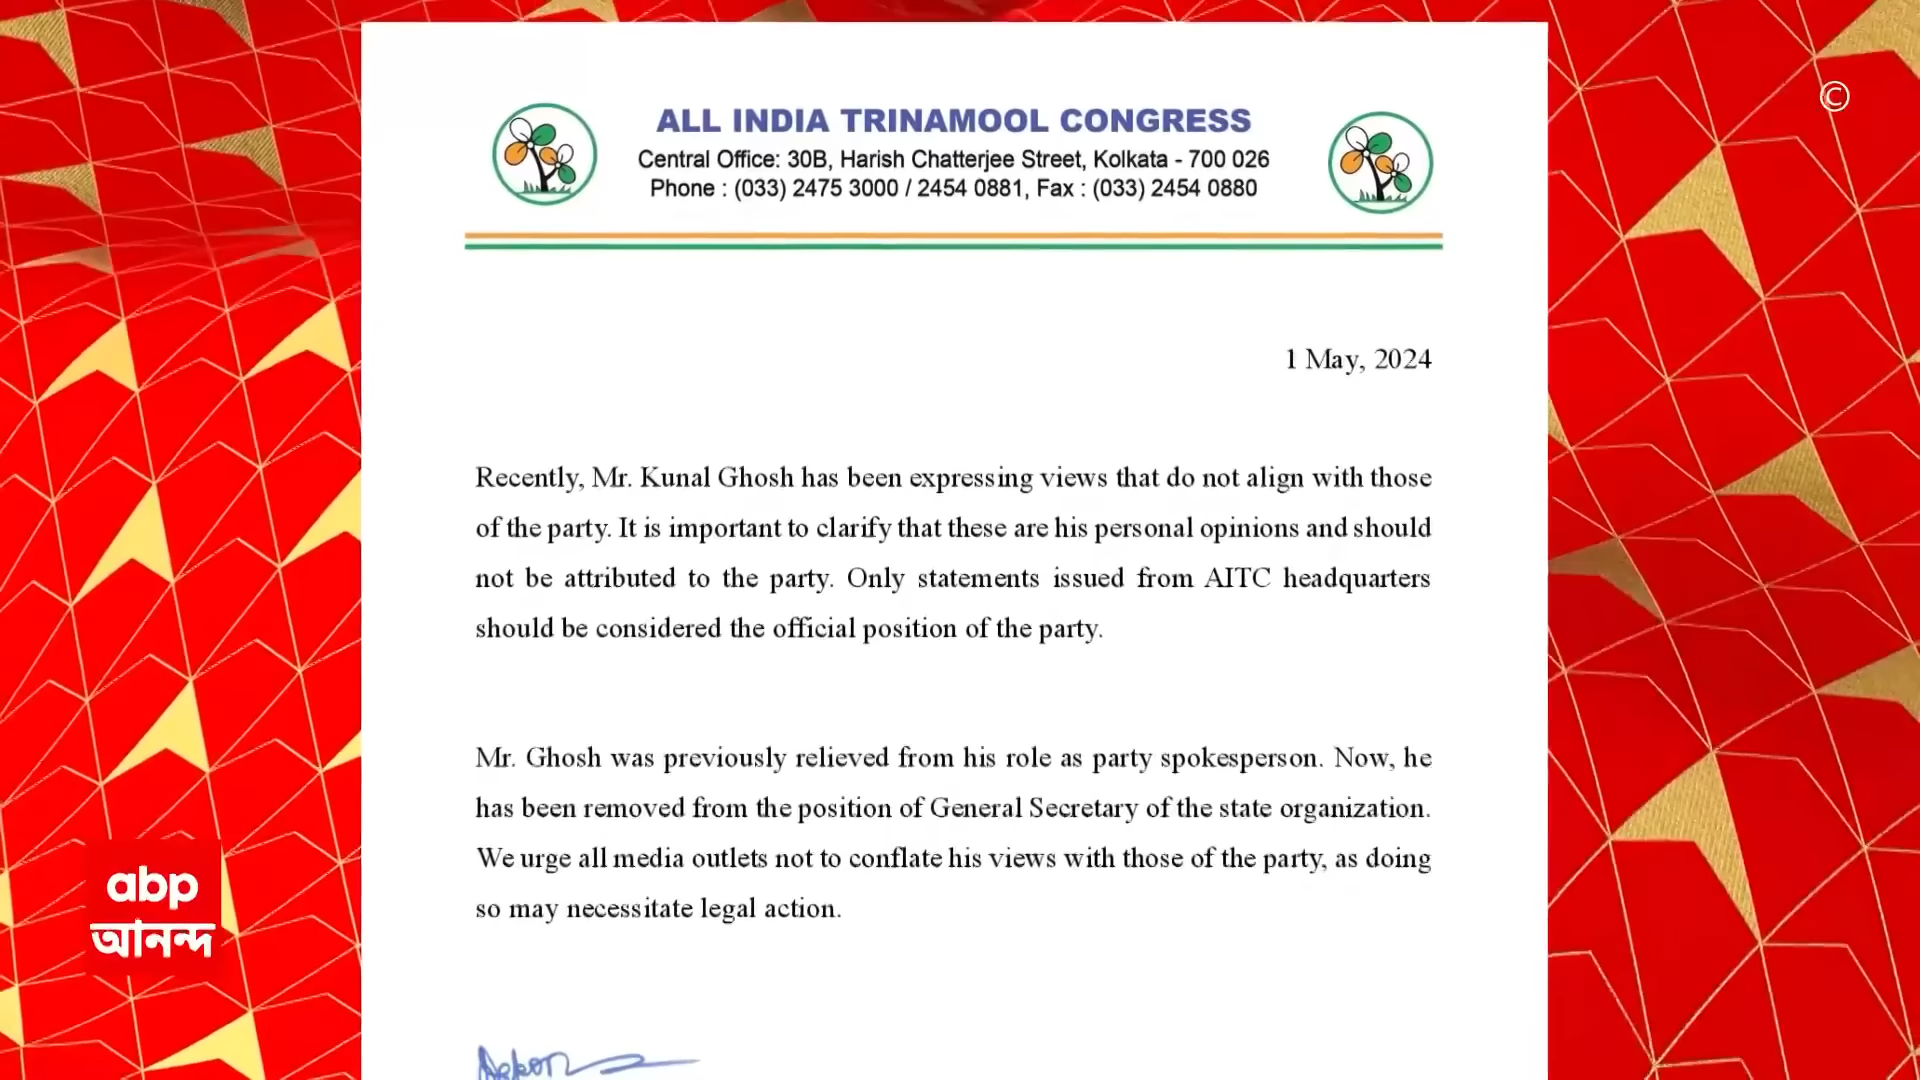 ALL INDIA TRINAMOOL CONGRESS
Central Office: 30B, Harish Chatterjee Street, Kolkata - 700 026
Phone : (033) 2475 3000 / 2454 0881, Fax : (033) 2454 0880
©
1 May, 2024
Recently, Mr. Kunal Ghosh has been expressing views that do not align with those
of the party. It is important to clarify that these are his personal opinions and should
not be attributed to the party. Only statements issued from AITC headquarters
should be considered the official position of the party.
Mr. Ghosh was previously relieved from his role as party spokesperson. Now, he
has been removed from the position of General Secretary of the state organization.
We urge all media outlets not to conflate his views with those of the party, as doing
so may necessitate legal action.
abp
আনন্দ